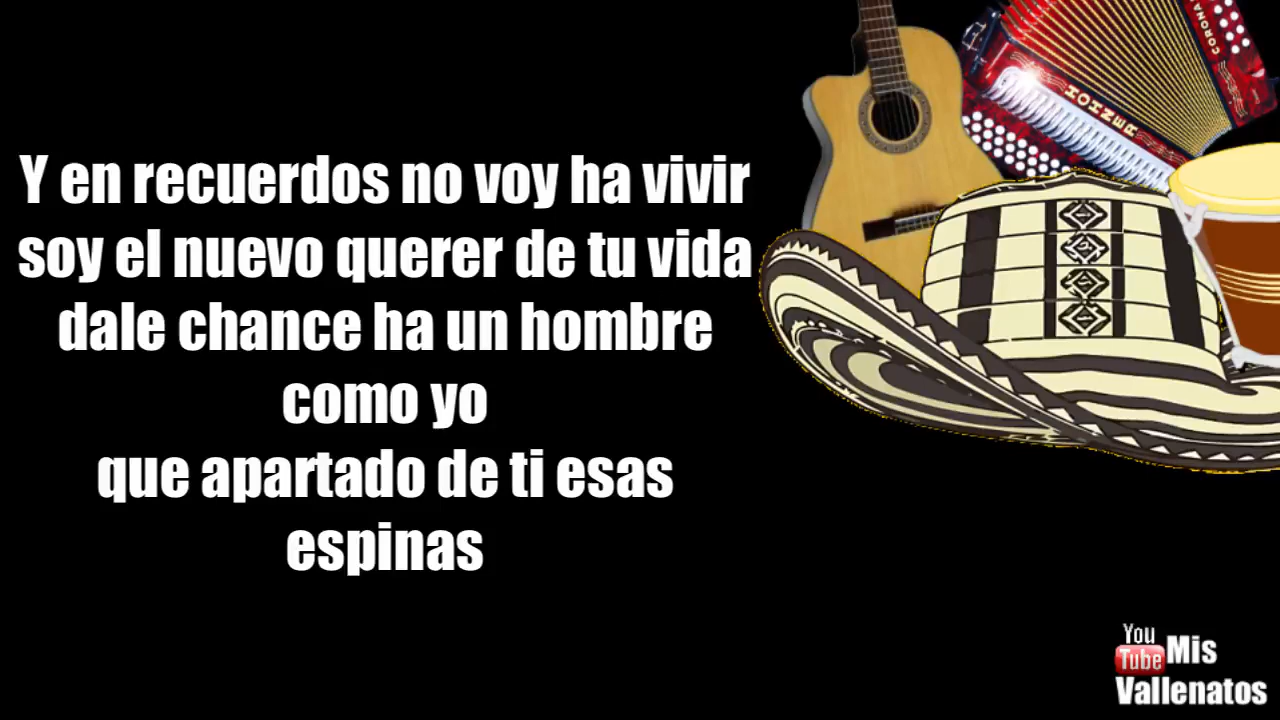 Y en recuerdos no voy ha vivir
soy el nuevo querer de tu vida
dale chance ha un hombre
como yo
que apartado de ti esas
espinas
HOHNER
CORONA
You
Tube Mis
Vallenatos